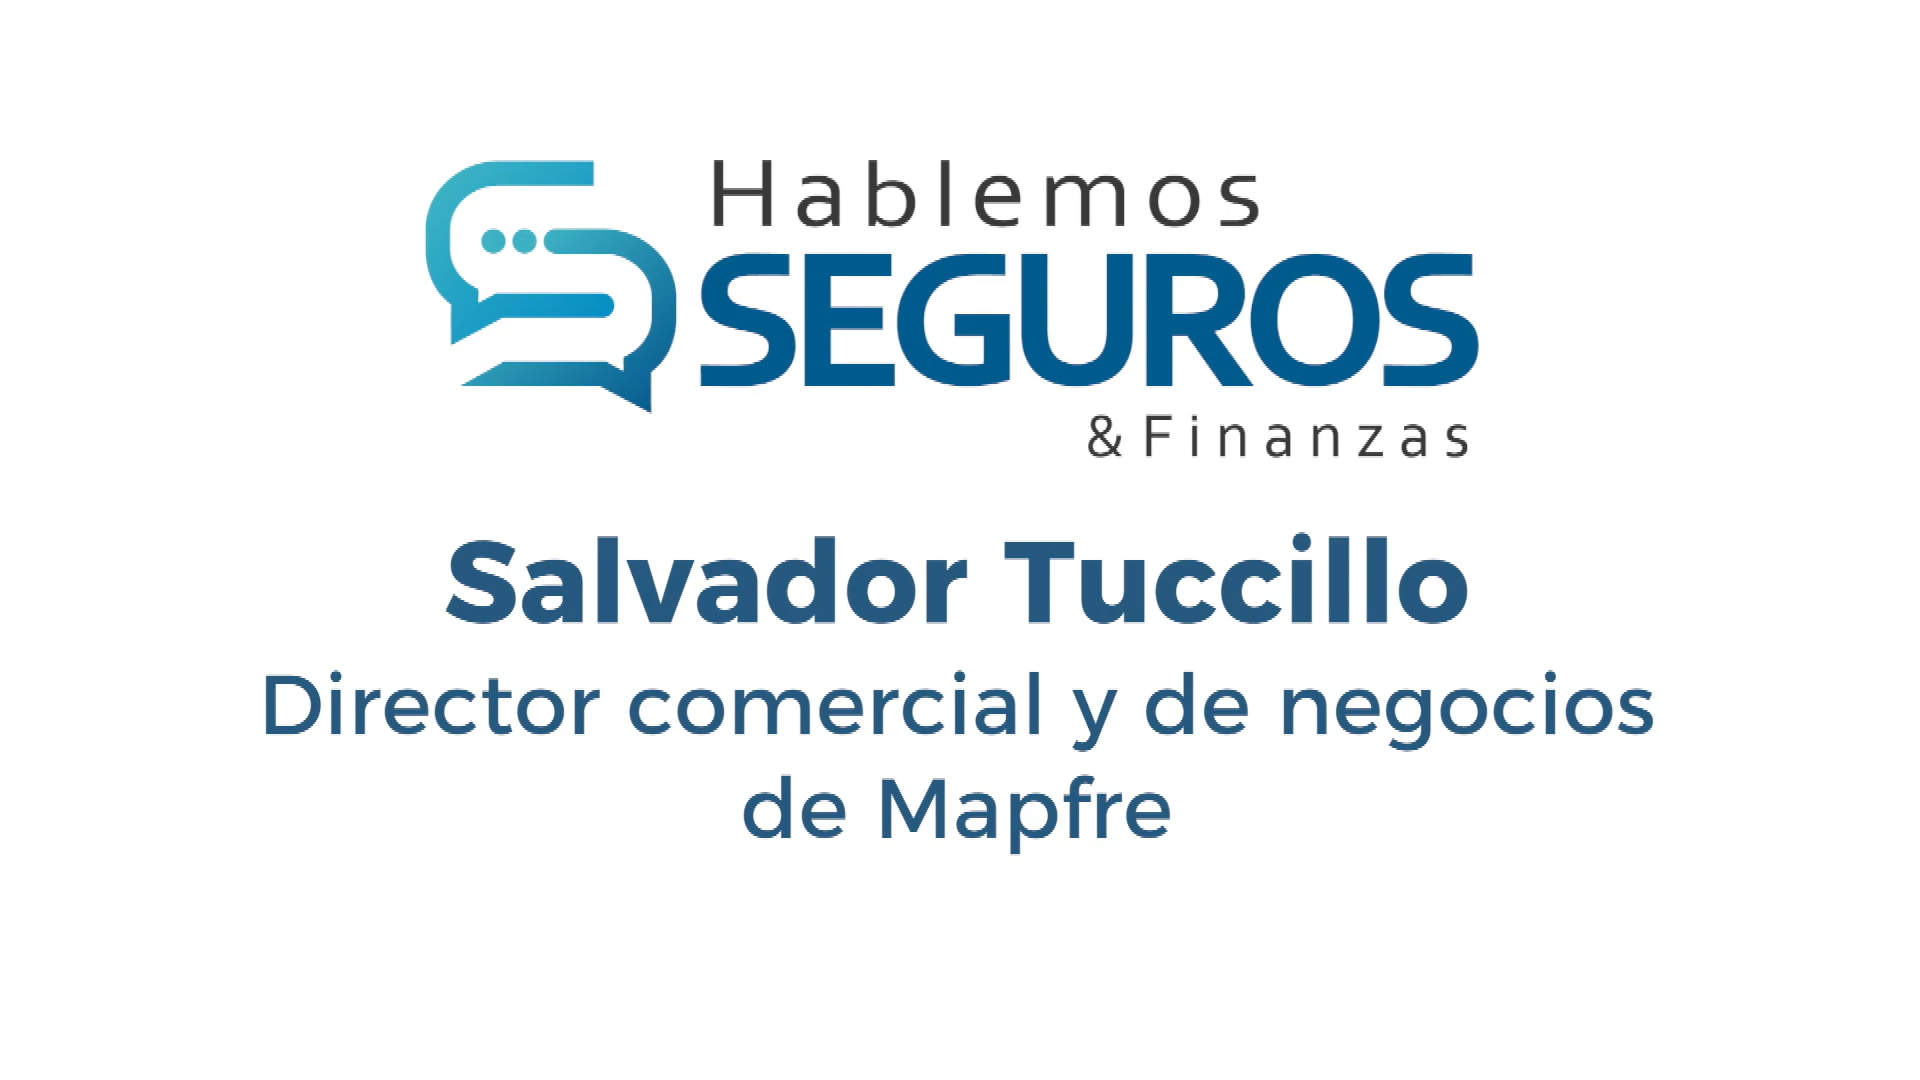 Hablemos
SEGUROS
& Finanzas
Salvador Tuccillo
Director comercial y de negocios
de Mapfre